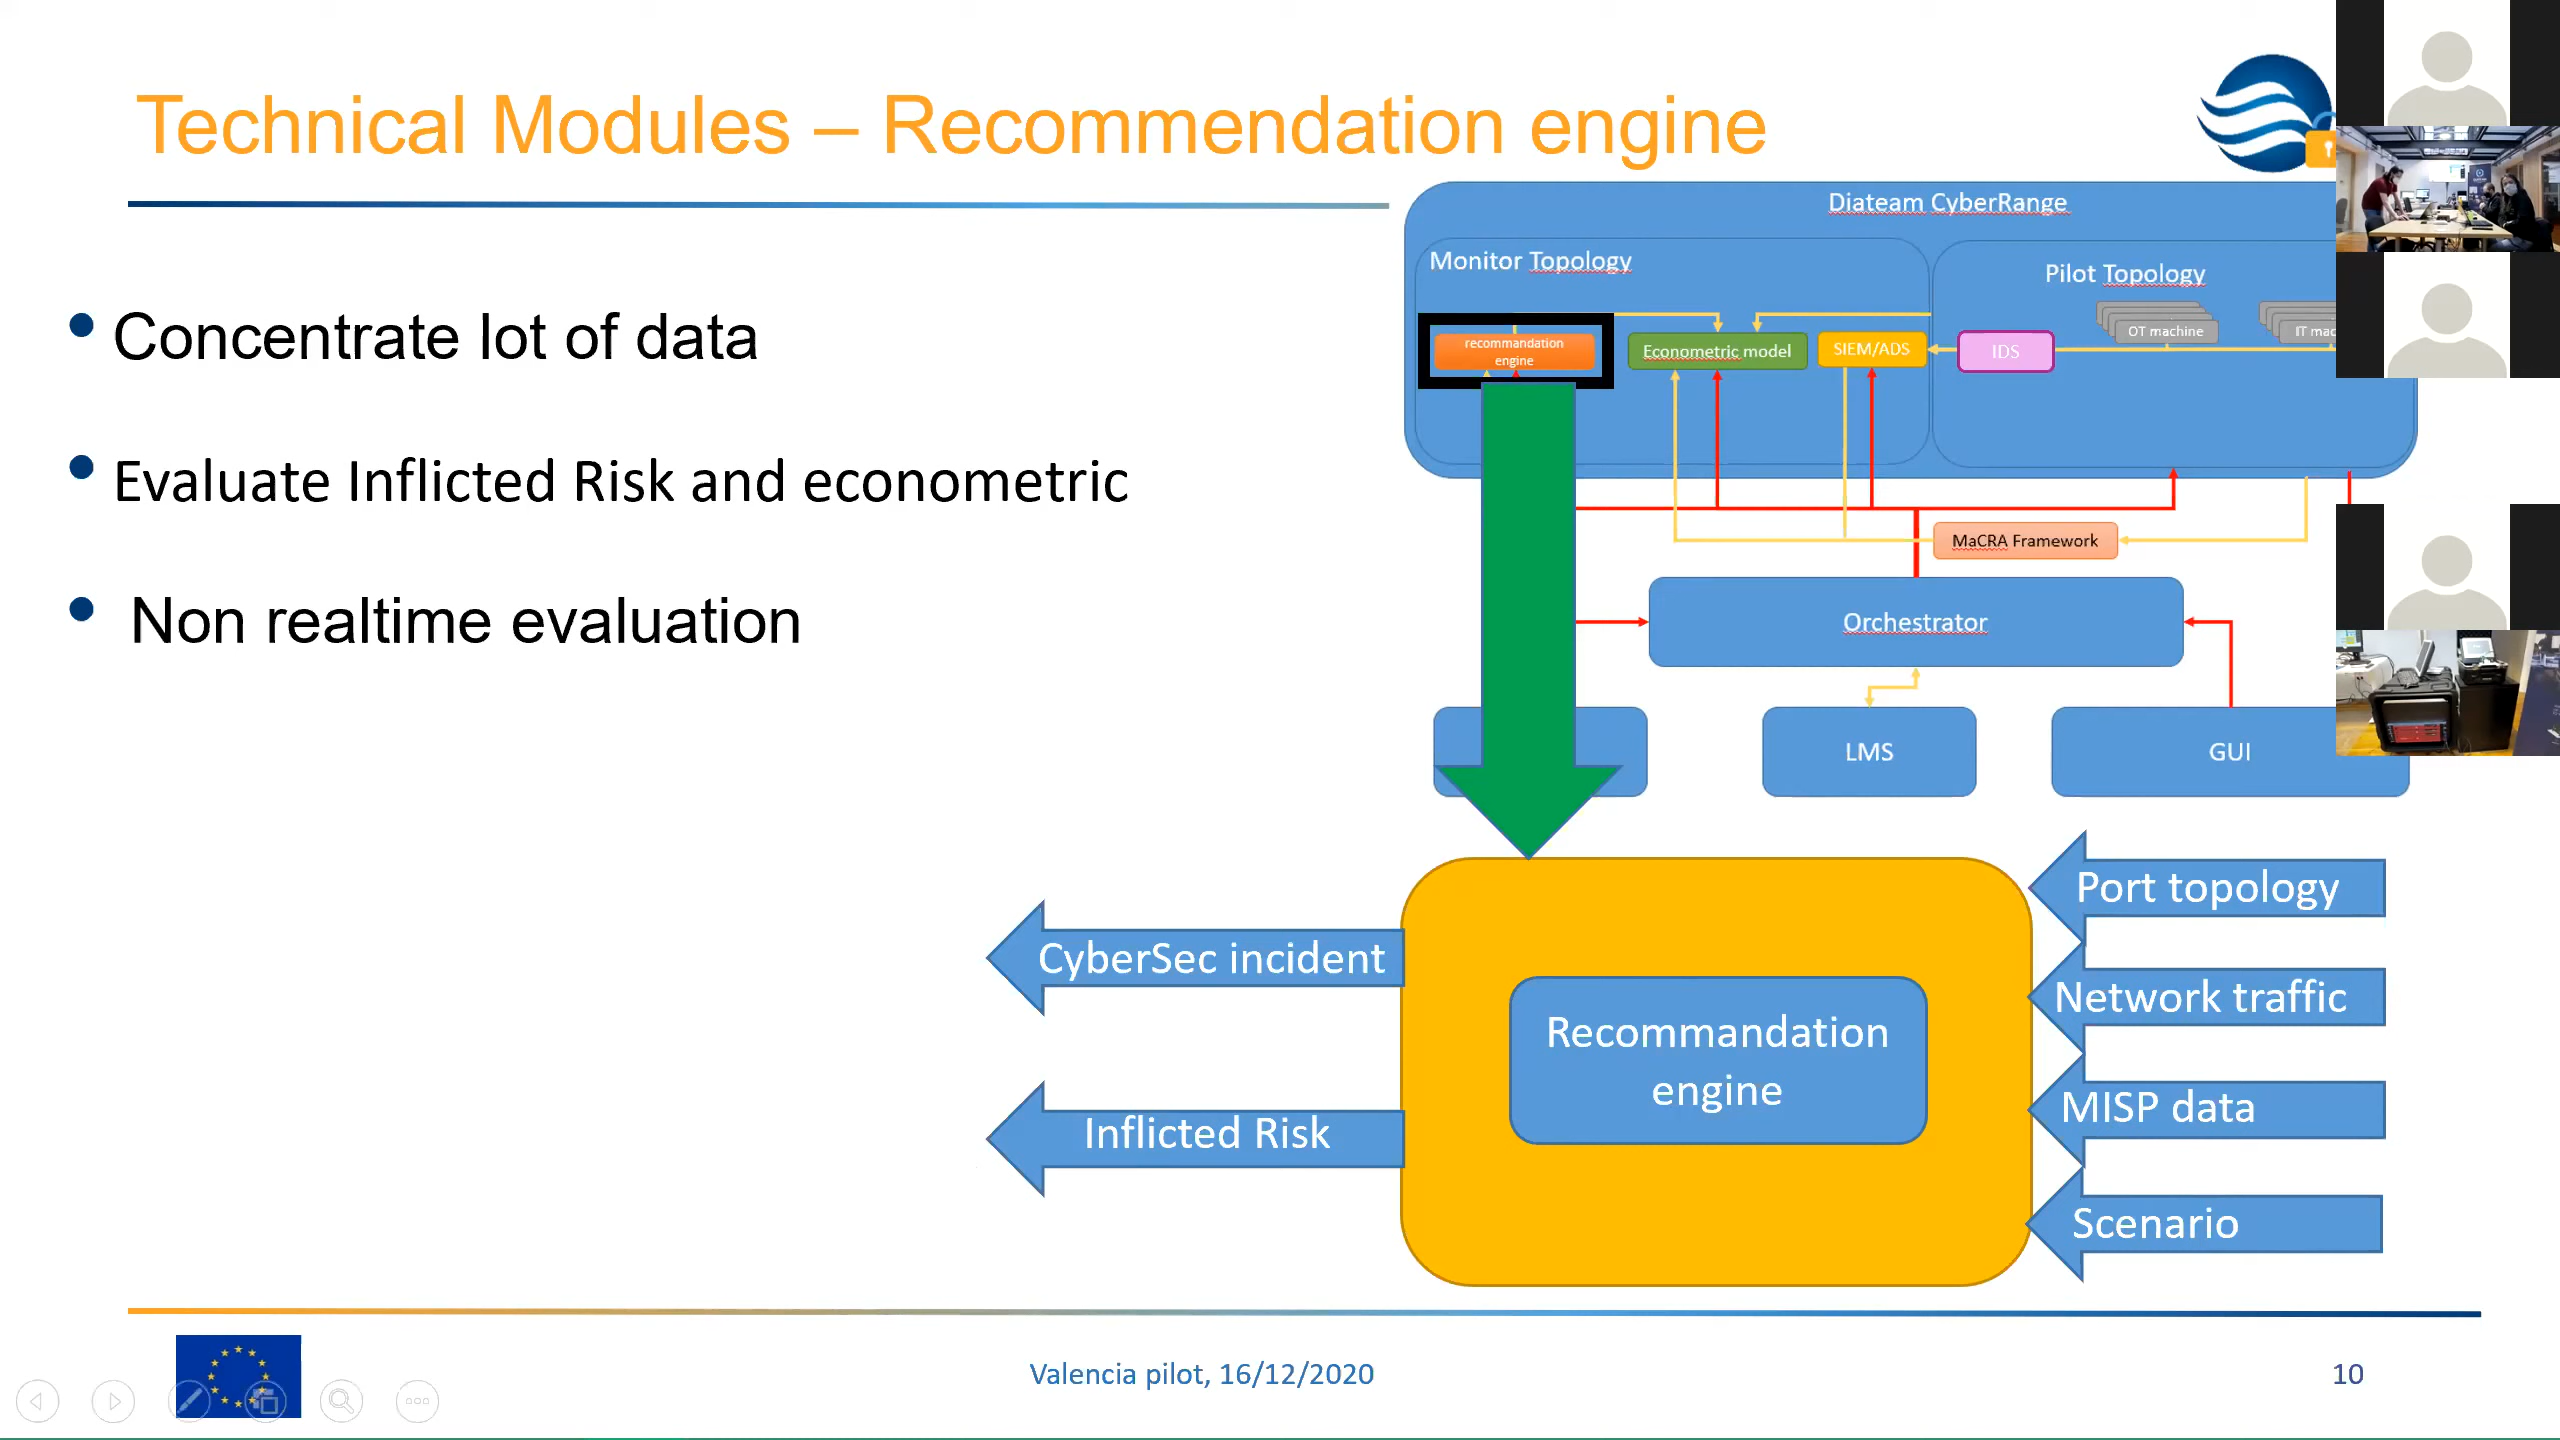 Technical Modules – Recommendation engine
Concentrate lot of data
Evaluate Inflicted Risk and econometric
Non realtime evaluation
Diateam CyberRange
Monitor Topology
Pilot Topology
recommandation
engine
Econometric model
SIEM/ADS
IDS
OT machine
MaCRA Framework
Orchestrator
LMS
GUI
CyberSec incident
Inflicted Risk
Recommandation
engine
Port topology
Network traffic
MISP data
Scenario
Valencia pilot, 16/12/2020
10